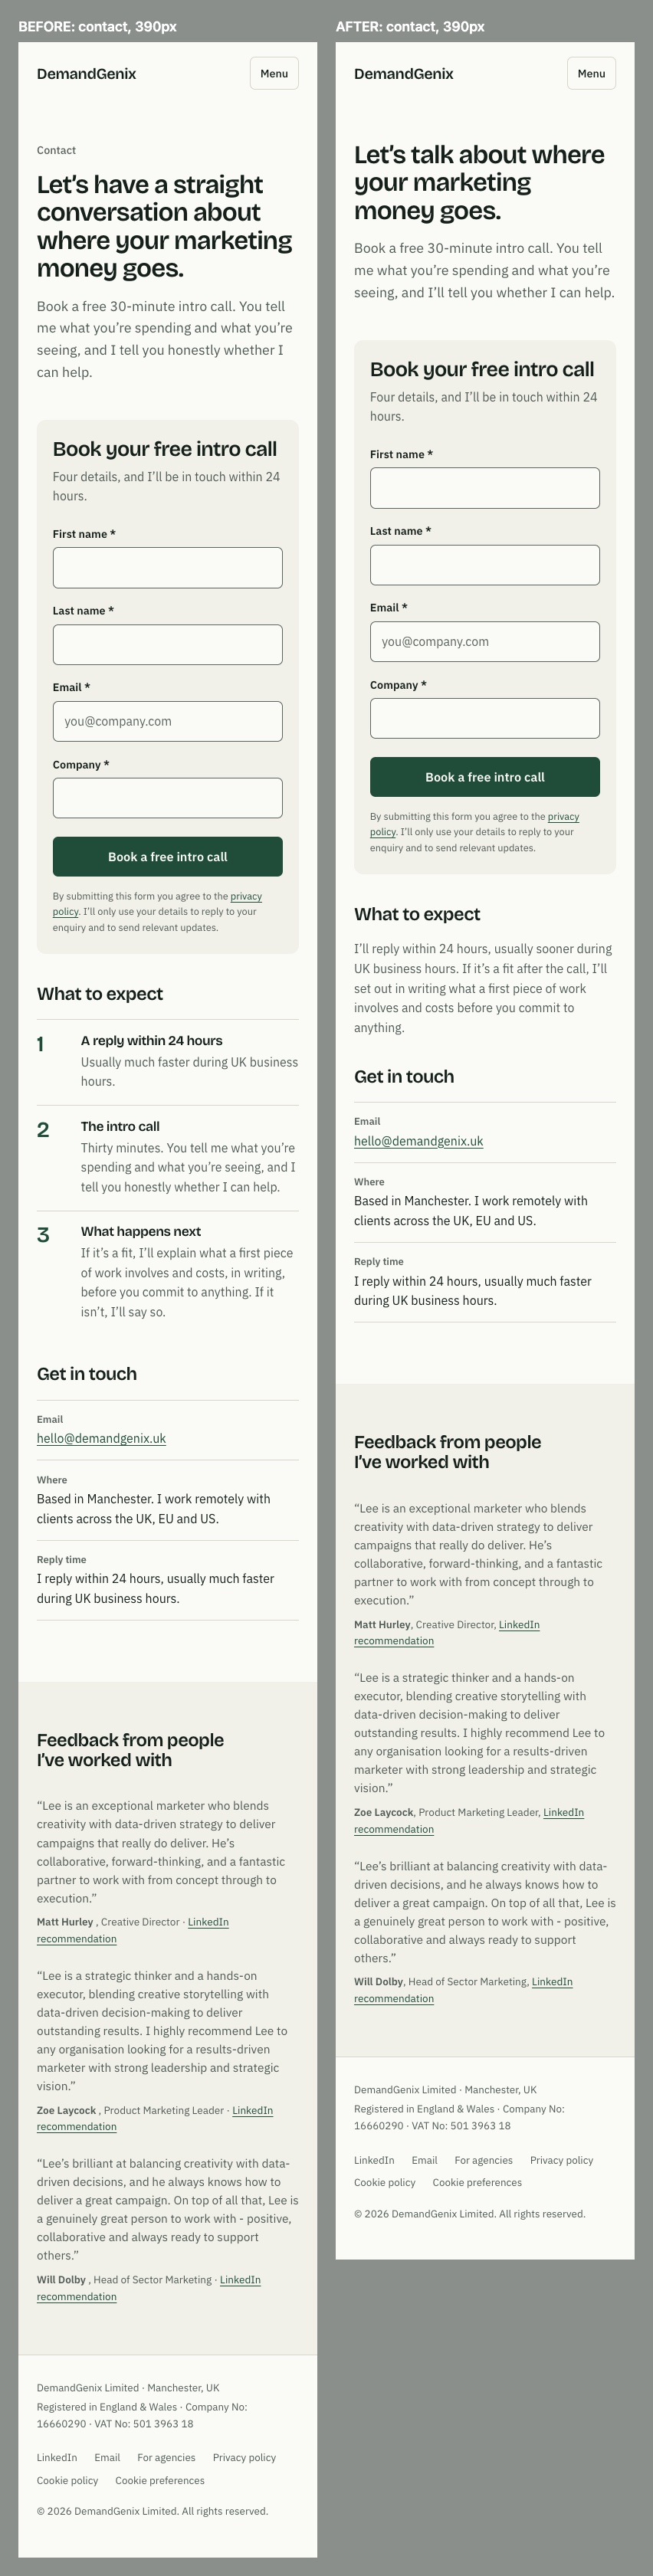 BEFORE: contact, 390px
DemandGenix
Menu
Contact
Let’s have a straight
conversation about
where your marketing
money goes.
Book a free 30-minute intro call. You tell
me what you’re spending and what you’re
seeing, and I tell you honestly whether I
can help.
Book your free intro call
Four details, and I’ll be in touch within 24
hours.
First name *
Last name *
Email *
you@company.com
Company *
Book a free intro call
By submitting this form you agree to the privacy
policy. I’ll only use your details to reply to your
enquiry and to send relevant updates.
What to expect
1
A reply within 24 hours
Usually much faster during UK business
hours.
2
The intro call
Thirty minutes. You tell me what you’re
spending and what you’re seeing, and I
tell you honestly whether I can help.
3
What happens next
If it’s a fit, I’ll explain what a first piece
of work involves and costs, in writing,
before you commit to anything. If it
isn’t, I’ll say so.
Get in touch
Email
hello@demandgenix.uk
Where
Based in Manchester. I work remotely with
clients across the UK, EU and US.
Reply time
I reply within 24 hours, usually much faster
during UK business hours.
Feedback from people
I’ve worked with
“Lee is an exceptional marketer who blends
creativity with data-driven strategy to deliver
campaigns that really do deliver. He’s
collaborative, forward-thinking, and a fantastic
partner to work with from concept through to
execution.”
Matt Hurley , Creative Director · LinkedIn
recommendation
“Lee is a strategic thinker and a hands-on
executor, blending creative storytelling with
data-driven decision-making to deliver
outstanding results. I highly recommend Lee to
any organisation looking for a results-driven
marketer with strong leadership and strategic
vision.”
Zoe Laycock , Product Marketing Leader · LinkedIn
recommendation
“Lee’s brilliant at balancing creativity with data-
driven decisions, and he always knows how to
deliver a great campaign. On top of all that, Lee is
a genuinely great person to work with - positive,
collaborative and always ready to support
others.”
Will Dolby , Head of Sector Marketing · LinkedIn
recommendation
DemandGenix Limited · Manchester, UK
Registered in England & Wales · Company No:
16660290 · VAT No: 501 3963 18
LinkedIn Email For agencies Privacy policy
Cookie policy Cookie preferences
© 2026 DemandGenix Limited. All rights reserved.
AFTER: contact, 390px
DemandGenix
Menu
Let’s talk about where
your marketing
money goes.
Book a free 30-minute intro call. You tell
me what you’re spending and what you’re
seeing, and I’ll tell you whether I can help.
Book your free intro call
Four details, and I’ll be in touch within 24
hours.
First name *
Last name *
Email *
you@company.com
Company *
Book a free intro call
By submitting this form you agree to the privacy
policy. I’ll only use your details to reply to your
enquiry and to send relevant updates.
What to expect
I’ll reply within 24 hours, usually sooner during
UK business hours. If it’s a fit after the call, I’ll
set out in writing what a first piece of work
involves and costs before you commit to
anything.
Get in touch
Email
hello@demandgenix.uk
Where
Based in Manchester. I work remotely with
clients across the UK, EU and US.
Reply time
I reply within 24 hours, usually much faster
during UK business hours.
Feedback from people
I’ve worked with
“Lee is an exceptional marketer who blends
creativity with data-driven strategy to deliver
campaigns that really do deliver. He’s
collaborative, forward-thinking, and a fantastic
partner to work with from concept through to
execution.”
Matt Hurley, Creative Director, LinkedIn
recommendation
“Lee is a strategic thinker and a hands-on
executor, blending creative storytelling with
data-driven decision-making to deliver
outstanding results. I highly recommend Lee to
any organisation looking for a results-driven
marketer with strong leadership and strategic
vision.”
Zoe Laycock, Product Marketing Leader, LinkedIn
recommendation
“Lee’s brilliant at balancing creativity with data-
driven decisions, and he always knows how to
deliver a great campaign. On top of all that, Lee is
a genuinely great person to work with - positive,
collaborative and always ready to support
others.”
Will Dolby, Head of Sector Marketing, LinkedIn
recommendation
DemandGenix Limited · Manchester, UK
Registered in England & Wales · Company No:
16660290 · VAT No: 501 3963 18
LinkedIn Email For agencies Privacy policy
Cookie policy Cookie preferences
© 2026 DemandGenix Limited. All rights reserved.